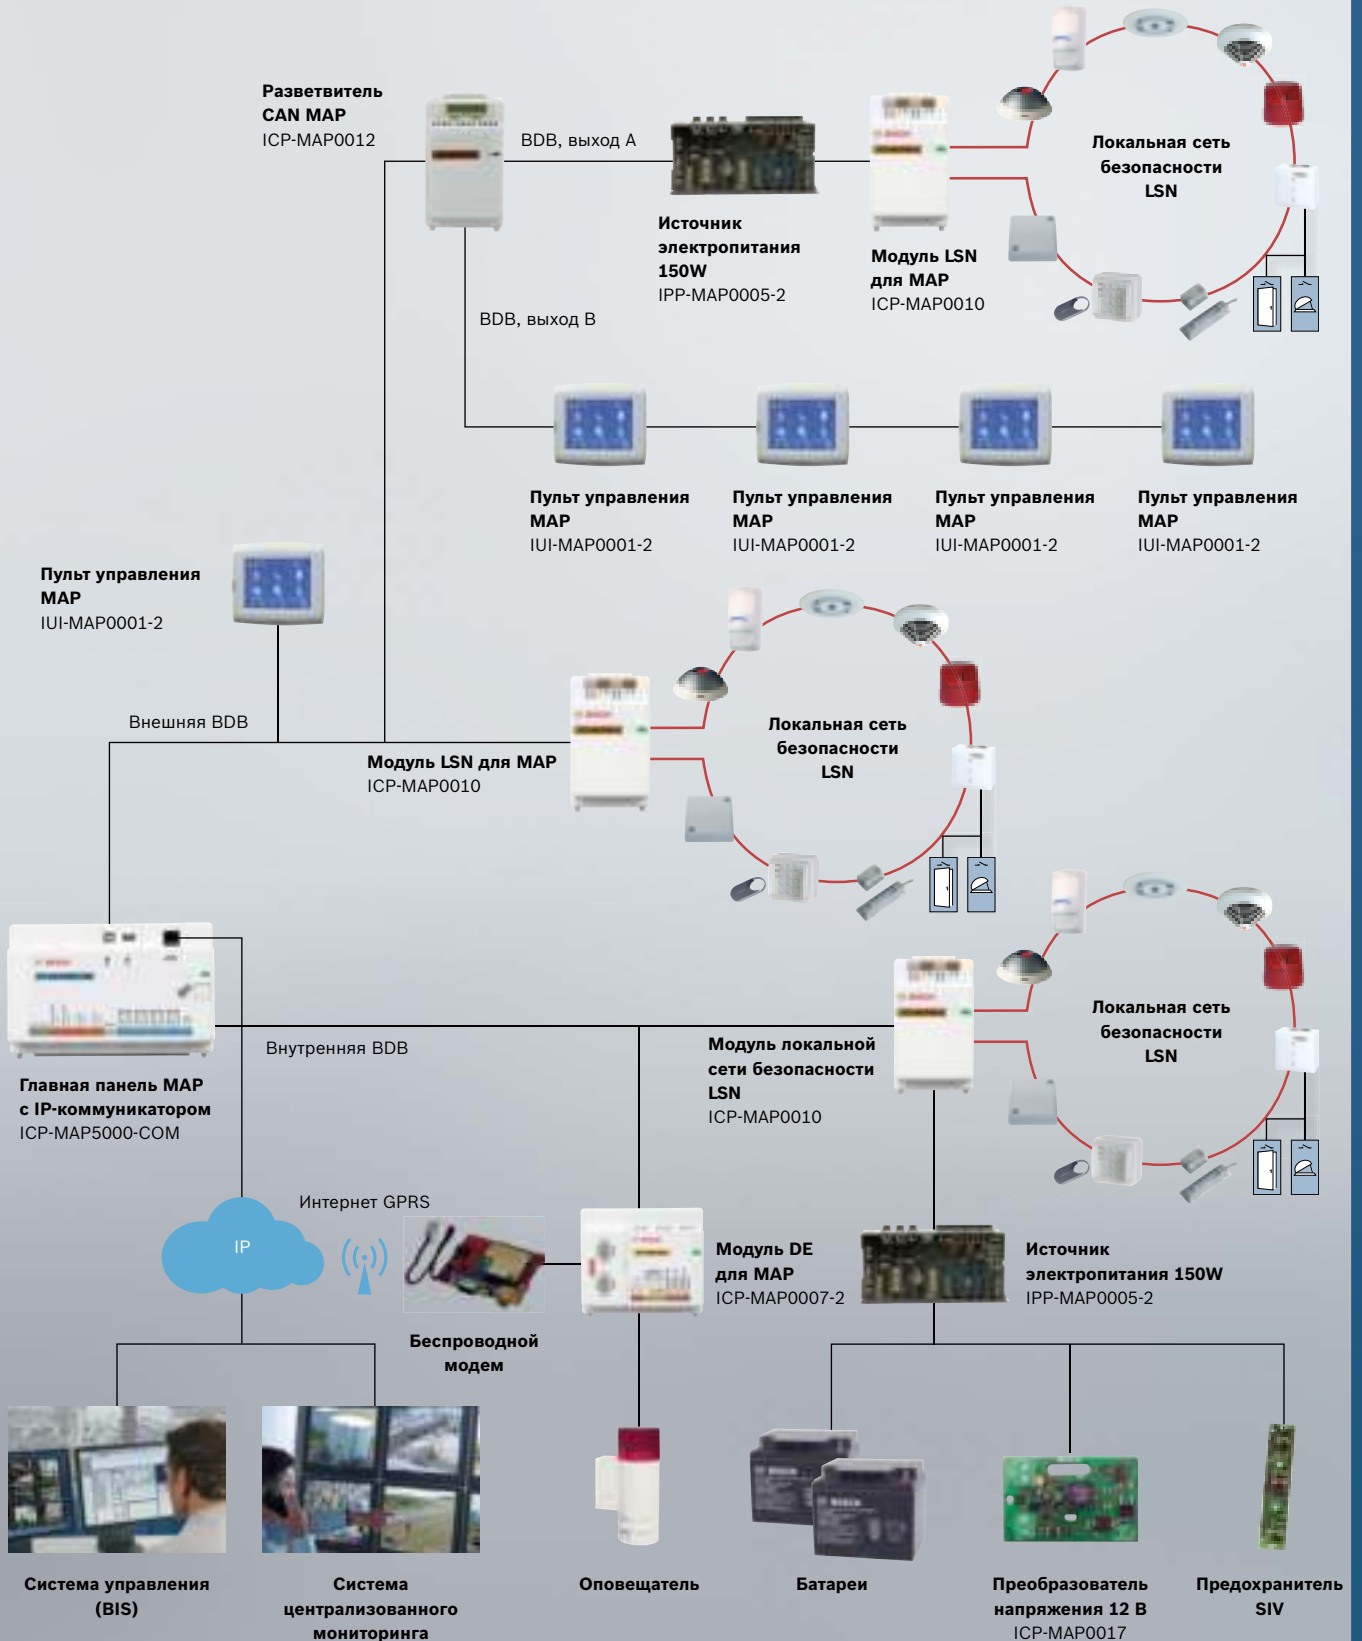 Разветвитель
CAN MAP
ICP-MAP0012
BDB, выход A
Источник
электропитания
150W
IPP-MAP0005-2
Модуль LSN
для MAP
ICP-MAP0010
Локальная сеть
безопасности
LSN
BDB, выход B
Пульт управления
MAP
IUI-MAP0001-2
Пульт управления
MAP
IUI-MAP0001-2
Пульт управления
MAP
IUI-MAP0001-2
Пульт управления
MAP
IUI-MAP0001-2
Пульт управления
MAP
IUI-MAP0001-2
Внешняя BDB
Модуль LSN для MAP
ICP-MAP0010
Локальная сеть
безопасности
LSN
Главная панель MAP
с IP-коммуникатором
ICP-MAP5000-COM
Внутренняя BDB
Модуль локальной
сети безопасности
LSN
ICP-MAP0010
Локальная сеть
безопасности
LSN
Интернет GPRS
IP
Беспроводной
модем
Модуль DE
для MAP
ICP-MAP0007-2
Источник
электропитания 150W
IPP-MAP0005-2
Система управления
(BIS)
Система
централизованного
мониторинга
Оповещатель
Батареи
Преобразователь
напряжения 12 В
ICP-MAP0017
Предохранитель
SIV